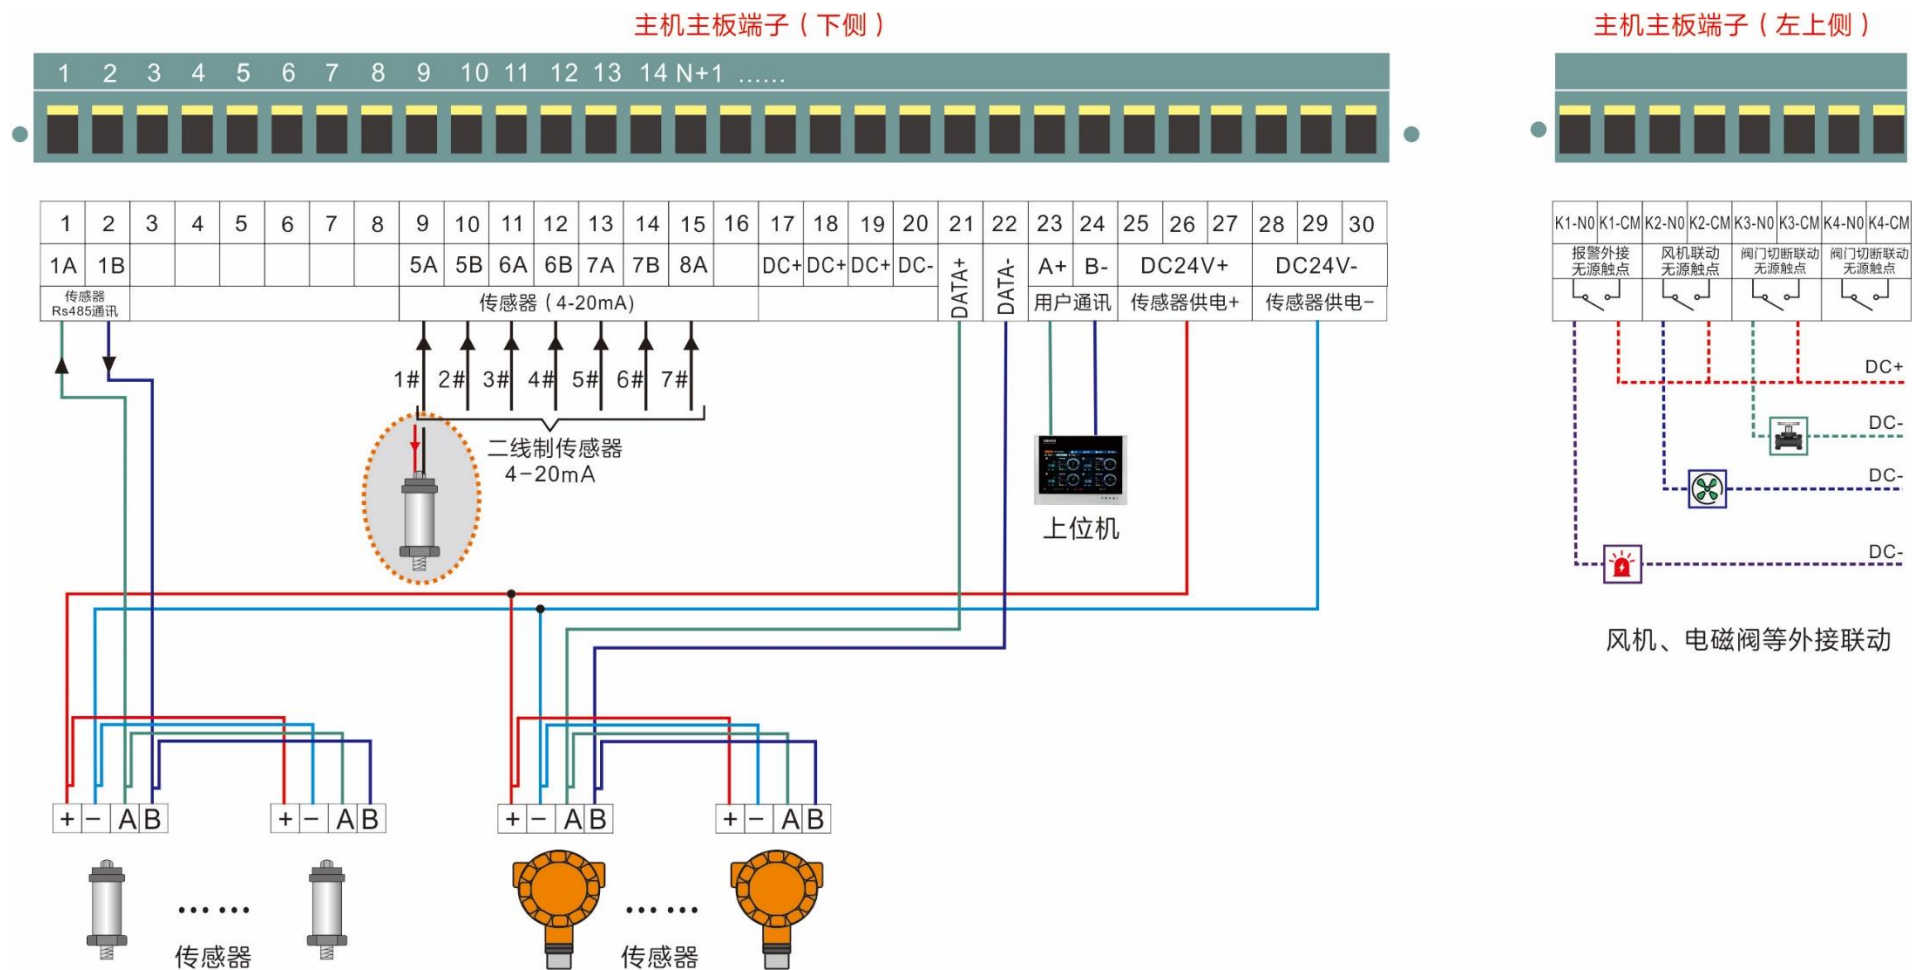 主机主板端子（下侧）
主机主板端子（左上侧）
1 2 3 4 5 6 7 8 9 10 11 12 13 14 N+1 ......
1 2 3 4 5 6 7 8 9 10 11 12 13 14 15 16 17 18 19 20 21 22 23 24 25 26 27 28 29 30
1A 1B 5A 5B 6A 6B 7A 7B 8A DC+ DC+ DC+ DC- DATA+ DATA- A+ B- DC24V+ DC24V-
传感器
Rs485通讯
传感器（4-20mA）
用户通讯
传感器供电+
传感器供电-
K1-N0 K1-CM K2-N0 K2-CM K3-N0 K3-CM K4-N0 K4-CM
报警外接
无源触点
风机联动
无源触点
阀门切断联动
无源触点
阀门切断联动
无源触点
1# 2# 3# 4# 5# 6# 7#
二线制传感器
4-20mA
上位机
DC+
DC-
DC-
DC-
风机、电磁阀等外接联动
+ - A B
+ - A B
+ - A B
+ - A B
......
传感器
......
传感器